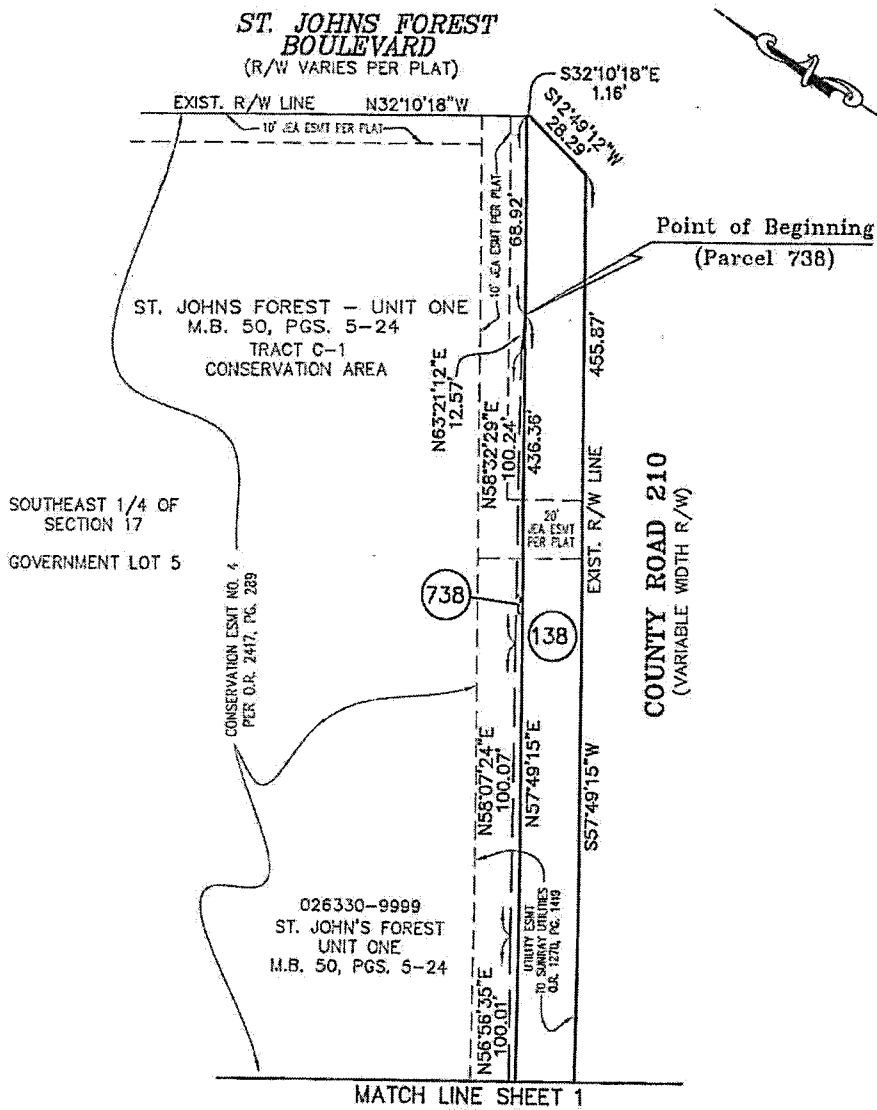 ST. JOHNS FOREST
BOULEVARD
(R/W VARIES PER PLAT)
S32°10'18"E
1.16'
EXIST. R/W LINE
N32°10'18"W
S12°49'12"W
28.29'
10' JEA ESMT PER PLAT
10' JEA ESMT PER PLAT
68.92'
Point of Beginning
(Parcel 738)
ST. JOHNS FOREST - UNIT ONE
M.B. 50, PGS. 5-24
TRACT C-1
CONSERVATION AREA
N63°21'12"E
12.57'
455.87'
N58°32'29"E
100.24'
436.36'
SOUTHEAST 1/4 OF
SECTION 17
GOVERNMENT LOT 5
20'
JEA ESMT
PER PLAT
EXIST. R/W LINE
COUNTY ROAD 210
(VARIABLE WIDTH R/W)
CONSERVATION ESMT NO. 4
PER O.R. 2417, PG. 289
738
138
N58°07'24"E
100.07'
N57°49'15"E
S57°49'15"W
026330-9999
ST. JOHN'S FOREST
UNIT ONE
M.B. 50, PGS. 5-24
UTILITY ESMT
TO SUNRAY UTILITIES
O.R. 1270, PG. 1419
N56°56'35"E
100.01'
MATCH LINE SHEET 1